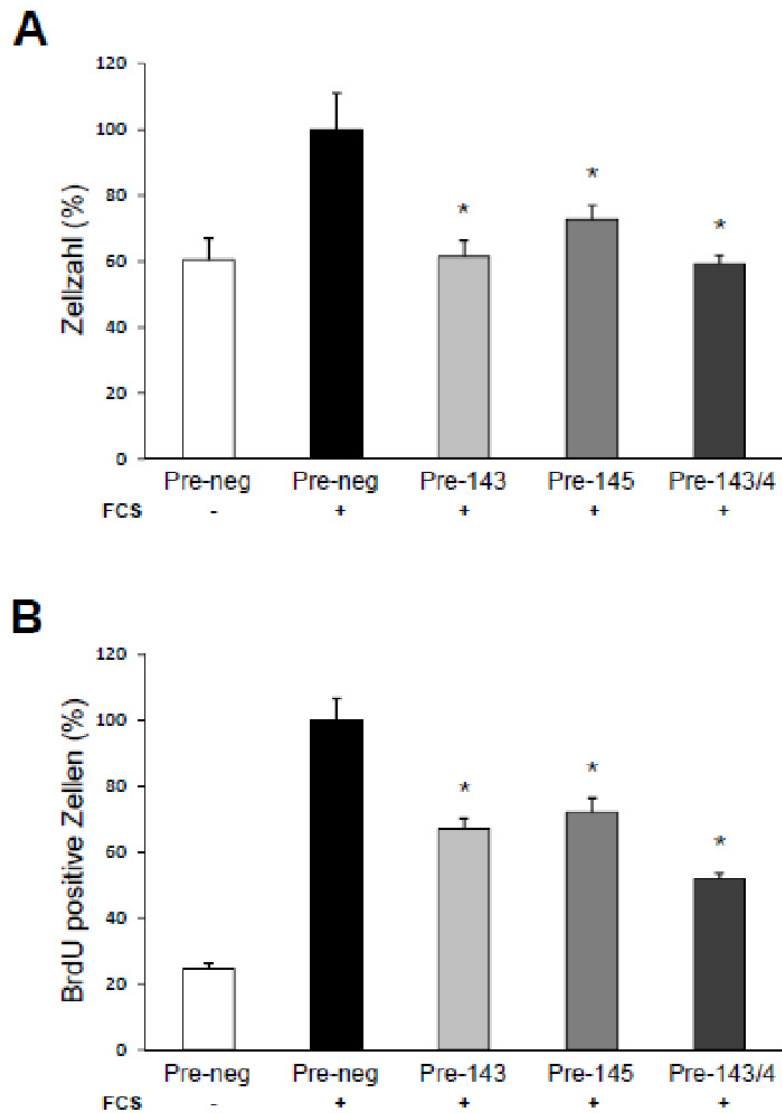 A
Zellzahl (%)
120
100
80
60
40
20
0
* * *
Pre-neg Pre-neg Pre-143 Pre-145 Pre-143/4
FCS - + + + +
B
BrdU positive Zellen (%)
120
100
80
60
40
20
0
* * *
Pre-neg Pre-neg Pre-143 Pre-145 Pre-143/4
FCS - + + + +